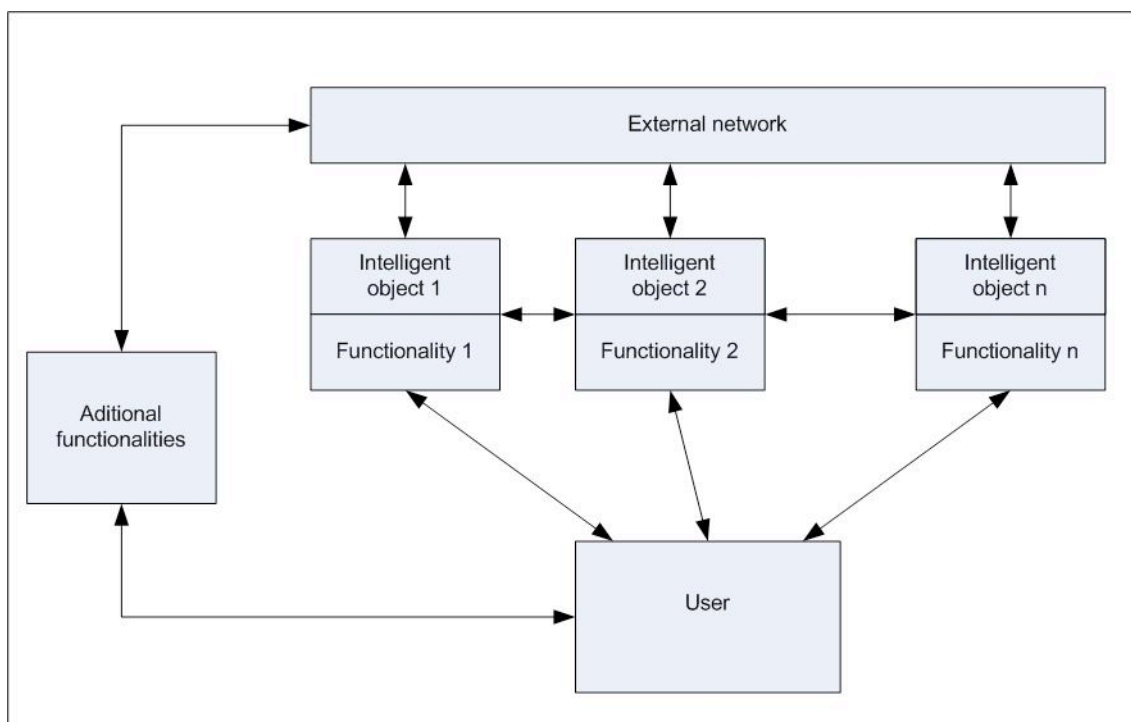 External network
Intelligent
object 1
Intelligent
object 2
Intelligent
object n
Functionality 1
Functionality 2
Functionality n
Aditional
functionalities
User